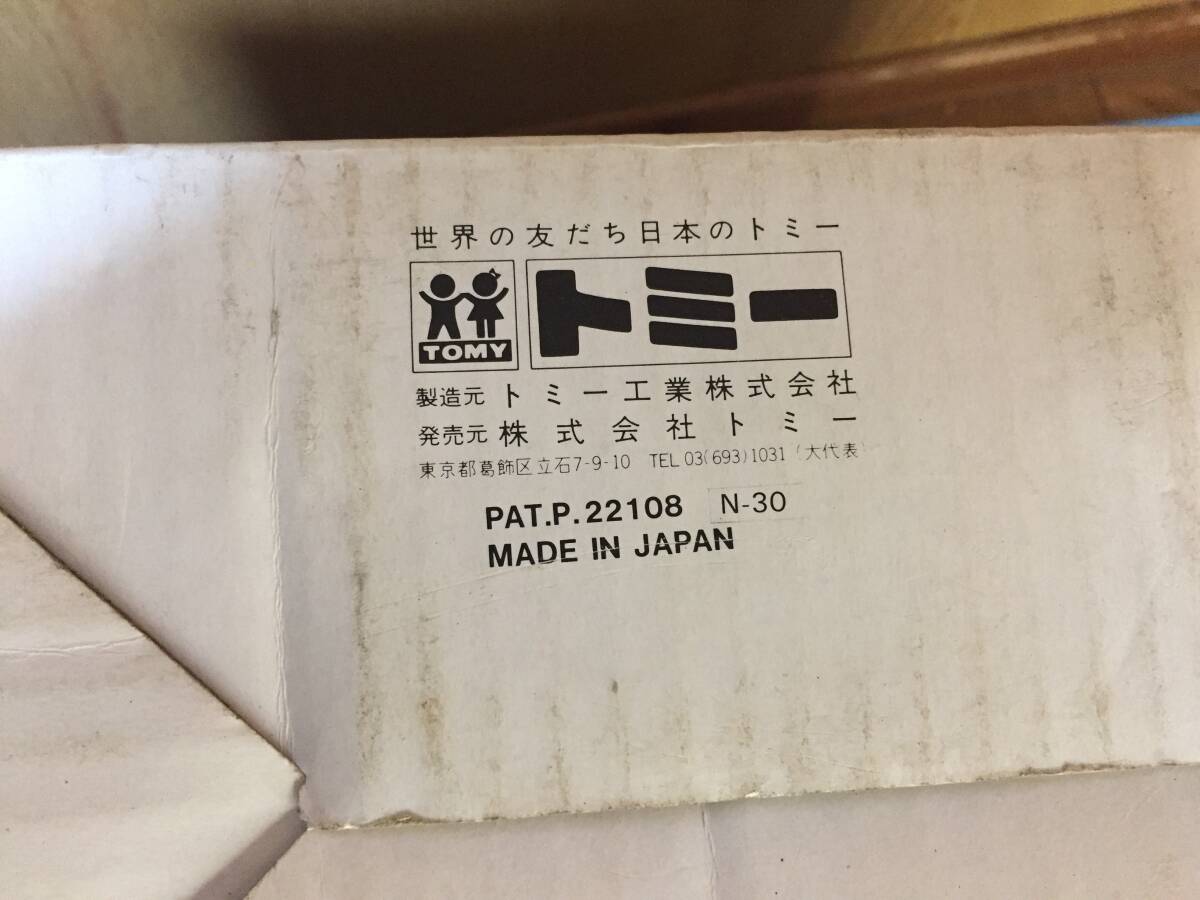 世界の友だち日本のトミー
TOMY
トミー
製造元 トミー工業株式会社
発売元 株式会社トミー
東京都葛飾区立石7-9-10 TEL 03(693)1031 (大代表)
PAT.P.22108 N-30
MADE IN JAPAN